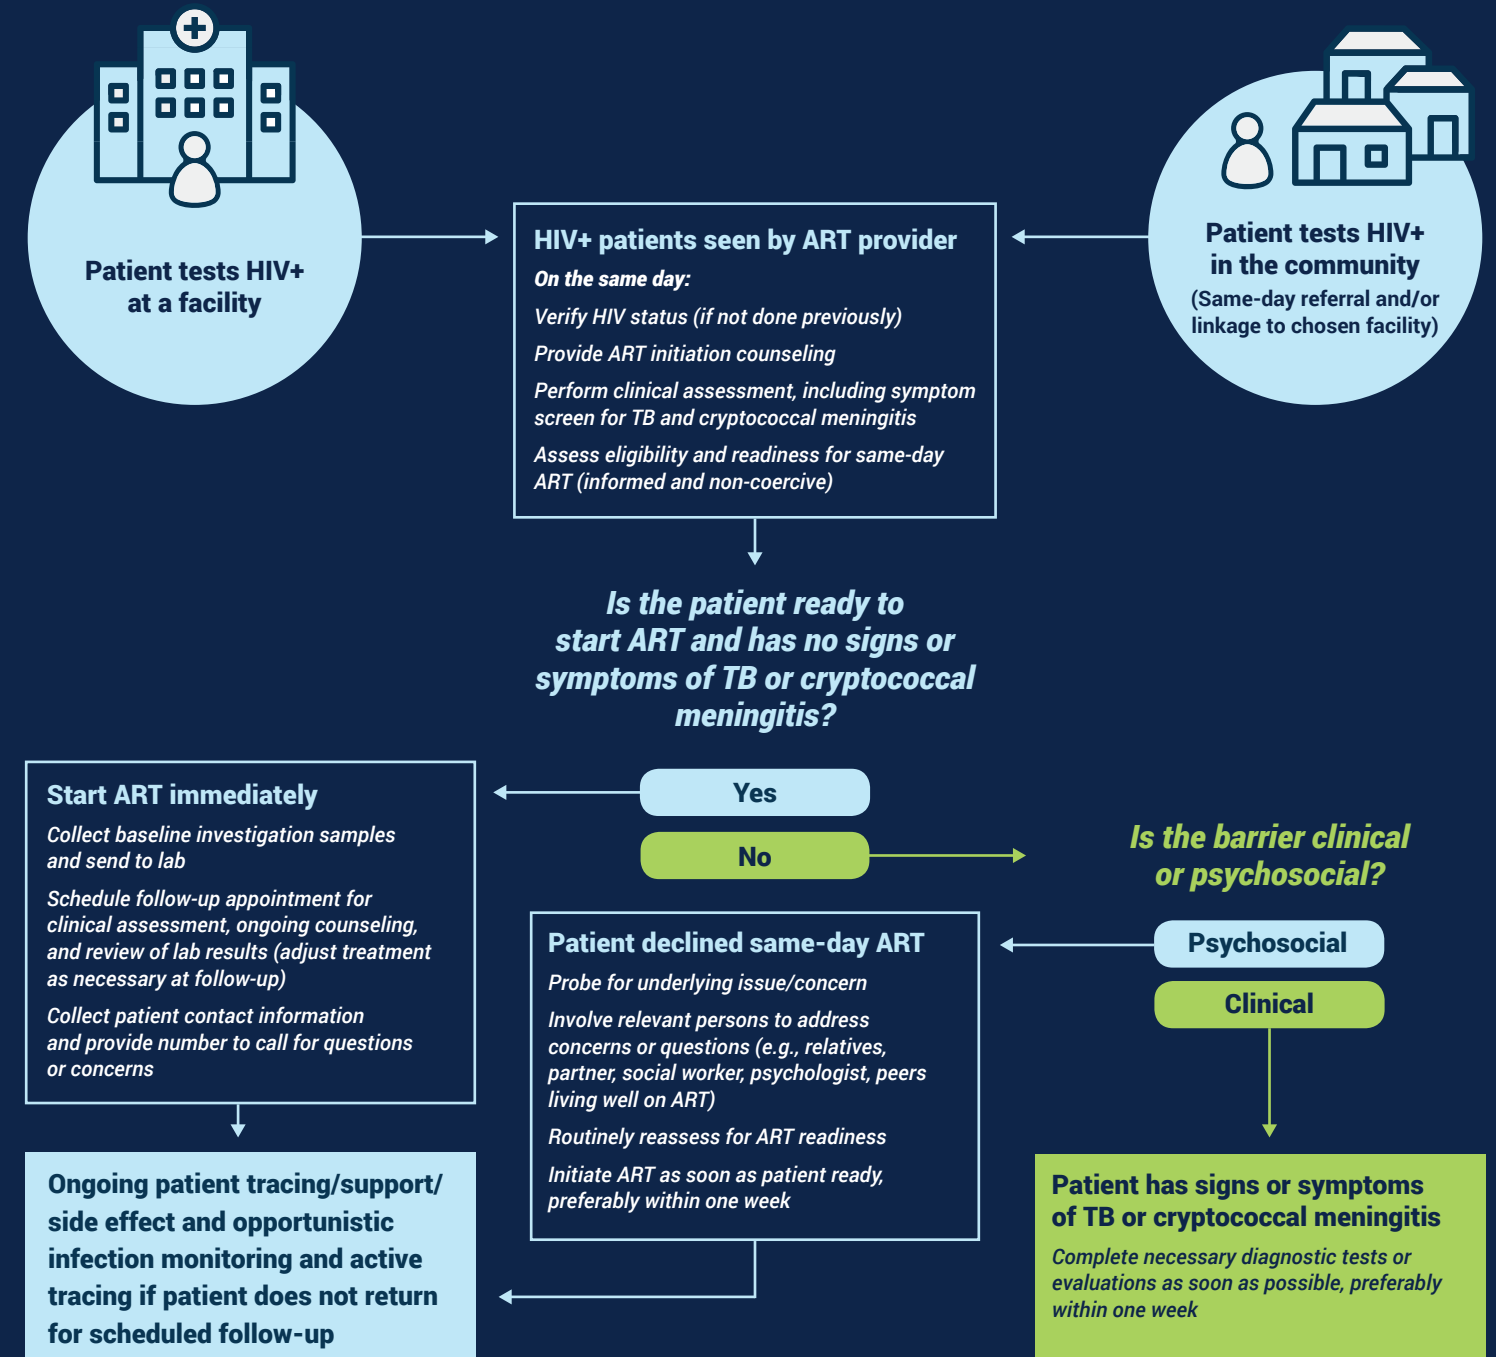 Patient tests HIV+
at a facility
Patient tests HIV+
in the community
(Same-day referral and/or
linkage to chosen facility)
HIV+ patients seen by ART provider
On the same day:
Verify HIV status (if not done previously)
Provide ART initiation counseling
Perform clinical assessment, including symptom
screen for TB and cryptococcal meningitis
Assess eligibility and readiness for same-day
ART (informed and non-coercive)
Is the patient ready to
start ART and has no signs or
symptoms of TB or cryptococcal
meningitis?
Yes
No
Start ART immediately
Collect baseline investigation samples
and send to lab
Schedule follow-up appointment for
clinical assessment, ongoing counseling,
and review of lab results (adjust treatment
as necessary at follow-up)
Collect patient contact information
and provide number to call for questions
or concerns
Is the barrier clinical
or psychosocial?
Psychosocial
Clinical
Patient declined same-day ART
Probe for underlying issue/concern
Involve relevant persons to address
concerns or questions (e.g., relatives,
partner, social worker, psychologist, peers
living well on ART)
Routinely reassess for ART readiness
Initiate ART as soon as patient ready,
preferably within one week
Ongoing patient tracing/support/
side effect and opportunistic
infection monitoring and active
tracing if patient does not return
for scheduled follow-up
Patient has signs or symptoms
of TB or cryptococcal meningitis
Complete necessary diagnostic tests or
evaluations as soon as possible, preferably
within one week